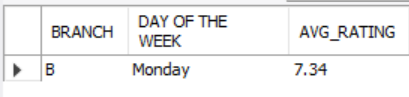 BRANCH DAY OF THE WEEK AVG_RATING
B Monday 7.34